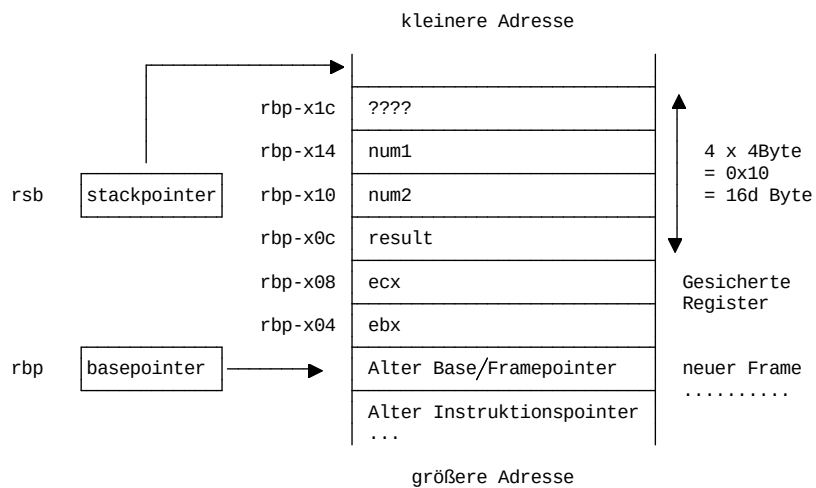 kleinere Adresse
rbp-x1c ????
rbp-x14 num1 4 x 4Byte
= 0x10
rsb stackpointer rbp-x10 num2 = 16d Byte
rbp-x0c result
rbp-x08 ecx Gesicherte
Register
rbp-x04 ebx
rbp basepointer Alter Base/Framepointer neuer Frame
..........
Alter Instruktionspointer
...
größere Adresse